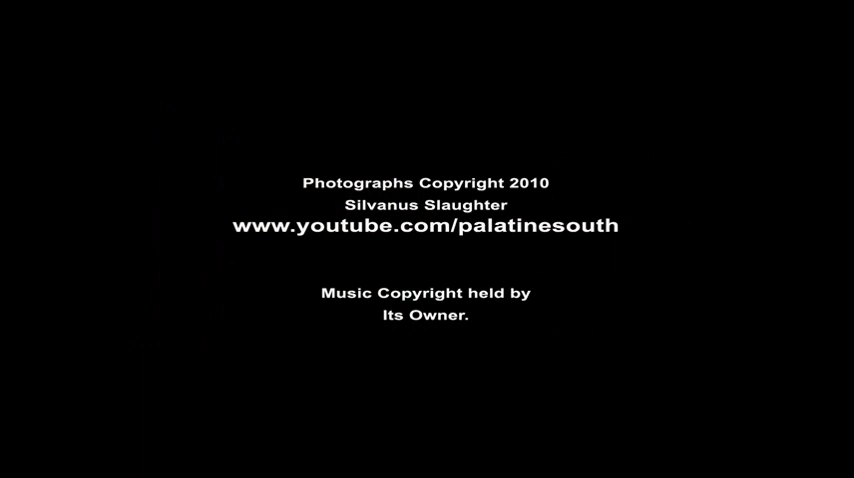 Photographs Copyright 2010
Silvanus Slaughter
www.youtube.com/palatinesouth
Music Copyright held by
Its Owner.